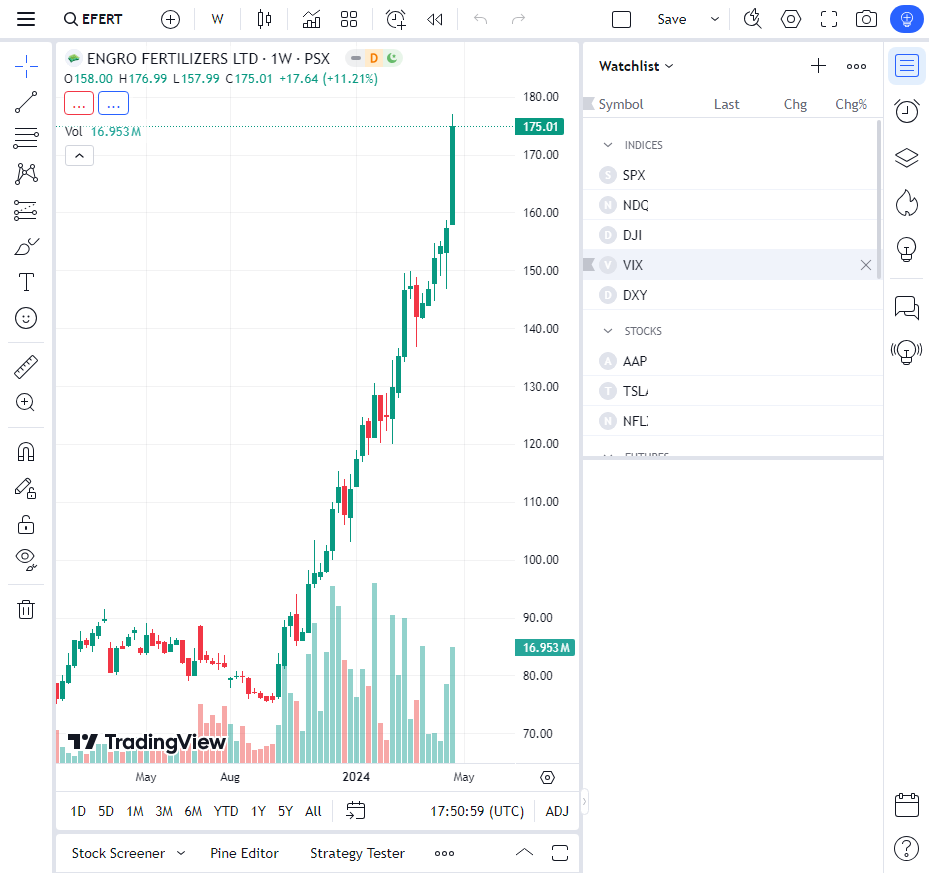 EFERT W Save
ENGRO FERTILIZERS LTD · 1W · PSX D
O158.00 H176.99 L157.99 C175.01 +17.64 (+11.21%)
... ...
Vol 16.953M
180.00
175.01
170.00
160.00
150.00
140.00
130.00
120.00
110.00
100.00
90.00
16.953M
80.00
70.00
TradingView
May Aug 2024 May
1D 5D 1M 3M 6M YTD 1Y 5Y All 17:50:59 (UTC) ADJ
Stock Screener Pine Editor Strategy Tester
Watchlist
Symbol Last Chg Chg%
INDICES
S SPX
N NDQ
D DJI
V VIX
D DXY
STOCKS
A AAP
T TSLA
N NFL
FUTURES